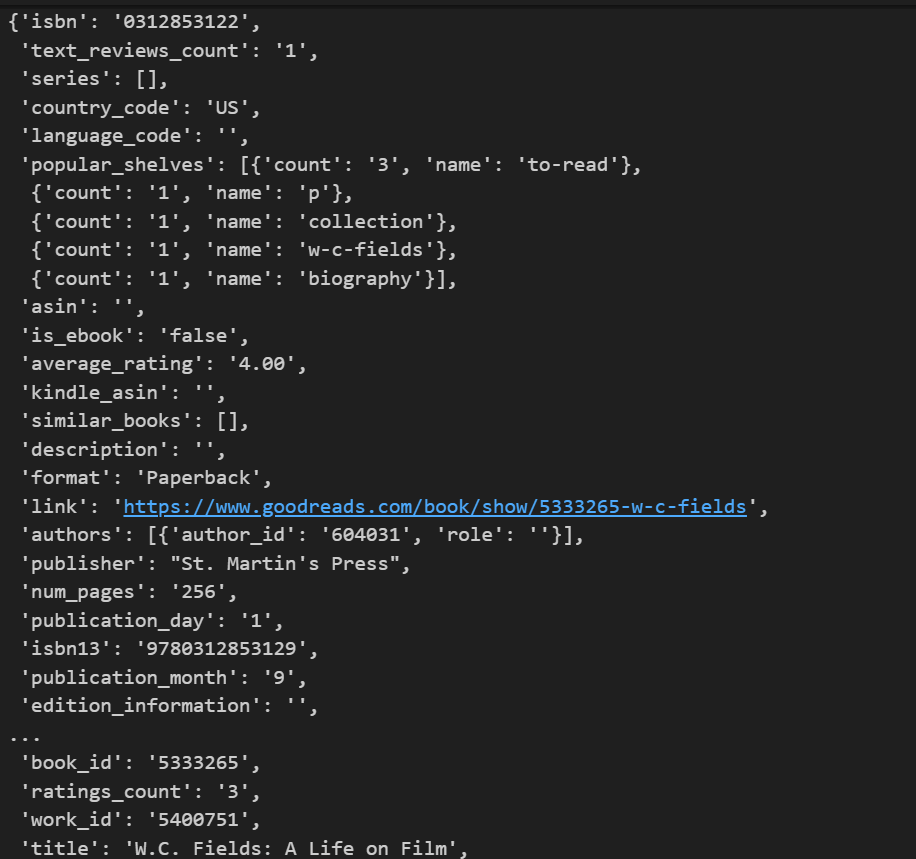 {'isbn': '0312853122',
 'text_reviews_count': '1',
 'series': [],
 'country_code': 'US',
 'language_code': '',
 'popular_shelves': [{'count': '3', 'name': 'to-read'},
  {'count': '1', 'name': 'p'},
  {'count': '1', 'name': 'collection'},
  {'count': '1', 'name': 'w-c-fields'},
  {'count': '1', 'name': 'biography'}],
 'asin': '',
 'is_ebook': 'false',
 'average_rating': '4.00',
 'kindle_asin': '',
 'similar_books': [],
 'description': '',
 'format': 'Paperback',
 'link': 'https://www.goodreads.com/book/show/5333265-w-c-fields',
 'authors': [{'author_id': '604031', 'role': ''}],
 'publisher': "St. Martin's Press",
 'num_pages': '256',
 'publication_day': '1',
 'isbn13': '9780312853129',
 'publication_month': '9',
 'edition_information': '',
...
 'book_id': '5333265',
 'ratings_count': '3',
 'work_id': '5400751',
 'title': 'W.C. Fields: A Life on Film',